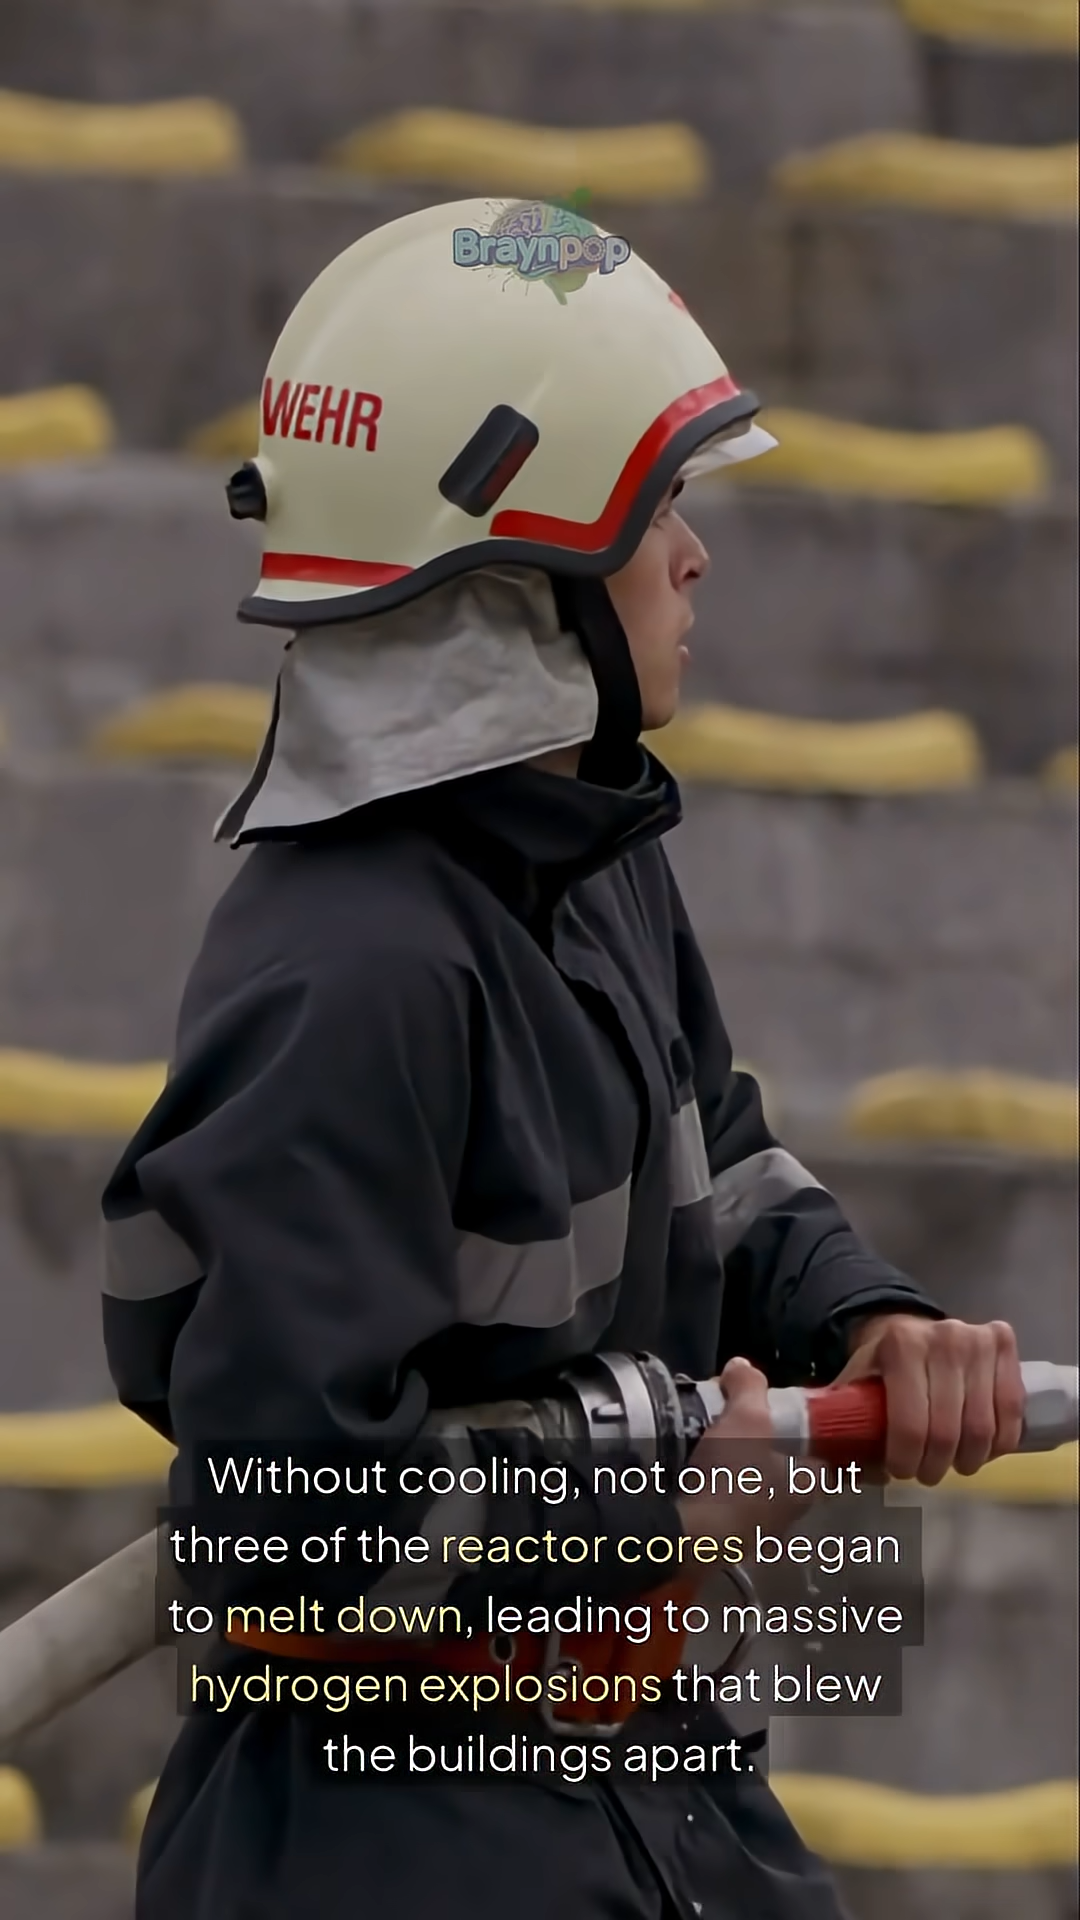 Braynpop
WEHR
Without cooling, not one, but
three of the reactor cores began
to melt down, leading to massive
hydrogen explosions that blew
the buildings apart.